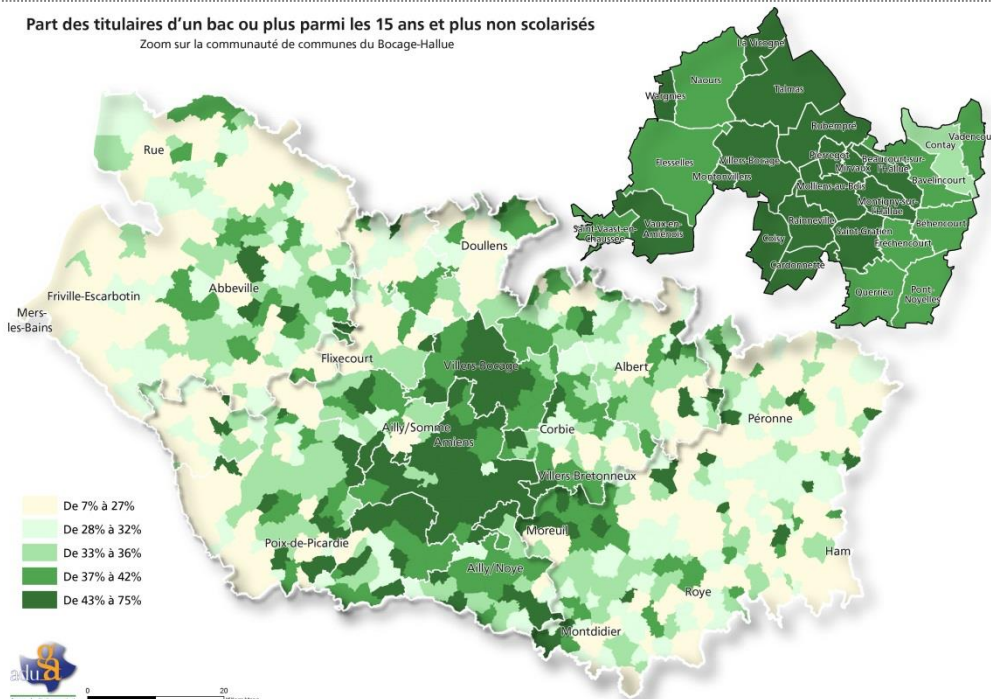 Part des titulaires d'un bac ou plus parmi les 15 ans et plus non scolarisés
Zoom sur la communauté de communes du Bocage-Hallue
La Vicogne
Naours
Wargnies
Talmas
Rubempré
Vadencourt
Contay
Flesselles
Villers-Bocage
Pierregot
Mirvaux
Beaucourt-sur-
l'Hallue
Montonvillers
Bavelincourt
Molliens-au-Bois
Montigny-sur-
l'Hallue
Rainneville
Saint-Gratien
Béhencourt
Fréchencourt
Saint-Vaast-en-
Chaussée
Vaux-en-
Amiénois
Coisy
Cardonnette
Querrieu
Pont-
Noyelles
Rue
Doullens
Abbeville
Friville-Escarbotin
Mers-
les-Bains
Flixecourt
Villers-Bocage
Albert
Péronne
Ailly/Somme
Amiens
Corbie
Villers Bretonneux
Moreuil
Poix-de-Picardie
Ailly/Noye
Ham
Roye
Montdidier
De 7% à 27%
De 28% à 32%
De 33% à 36%
De 37% à 42%
De 43% à 75%
aduga
0 20